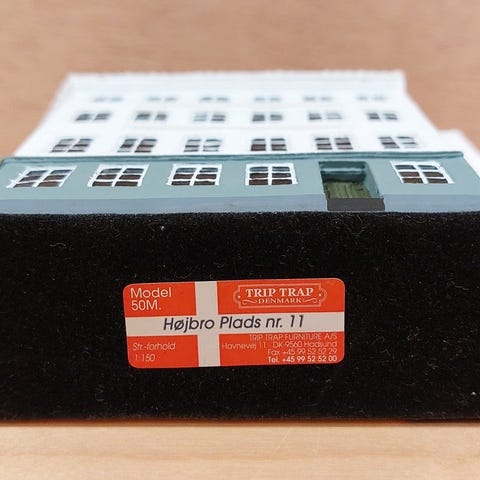 Model
50M.
TRIP TRAP
DENMARK
Højbro Plads nr. 11
Str.-forhold
1:150
TRIP TRAP FURNITURE A/S
Havnevej 11 · DK-9560 Hadsund
Fax +45 99 52 52 29
Tel. +45 99 52 52 00